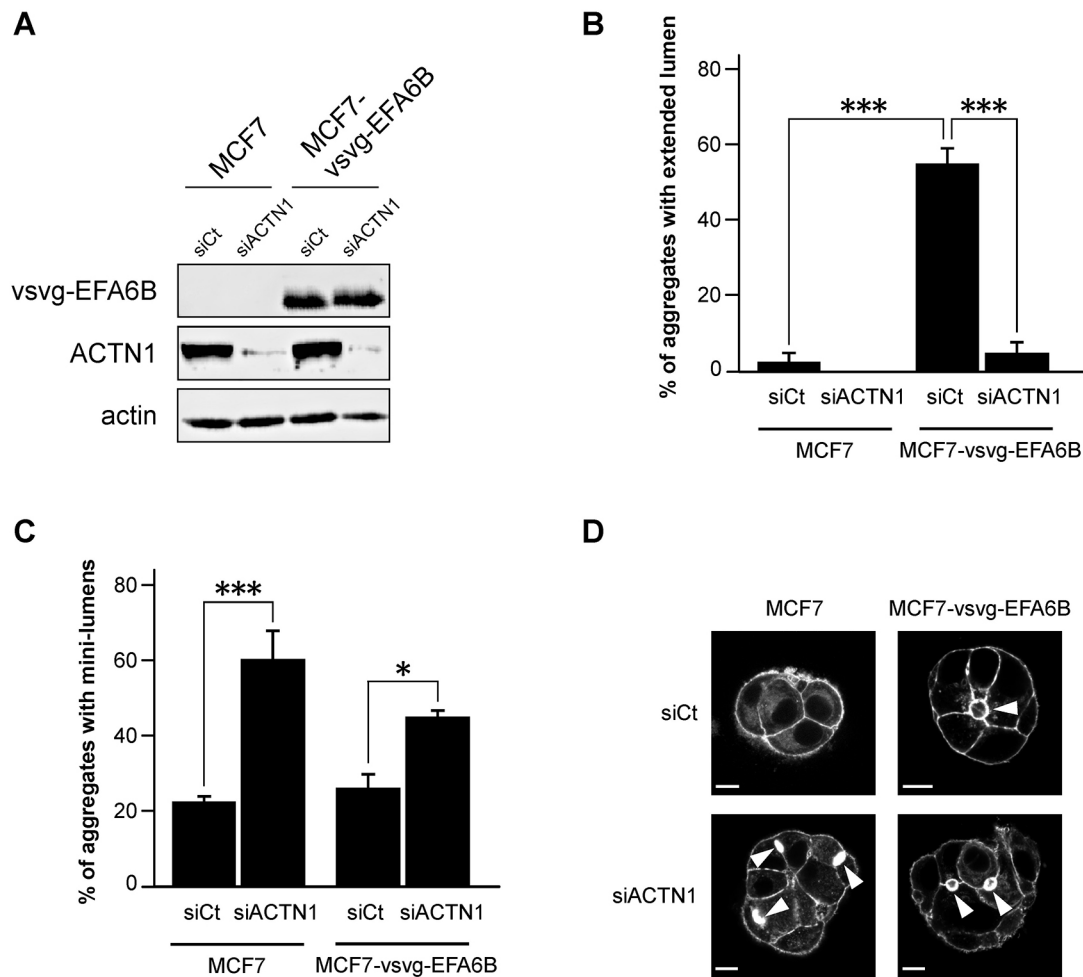 A
MCF7
MCF7-
vsvg-EFA6B
siCt
siACTN1
siCt
siACTN1
vsvg-EFA6B
ACTN1
actin
B
% of aggregates with extended lumen
80
60
40
20
0
***
***
siCt siACTN1 siCt siACTN1
MCF7 MCF7-vsvg-EFA6B
C
% of aggregates with mini-lumens
80
60
40
20
0
***
*
siCt siACTN1 siCt siACTN1
MCF7 MCF7-vsvg-EFA6B
D
MCF7 MCF7-vsvg-EFA6B
siCt
siACTN1